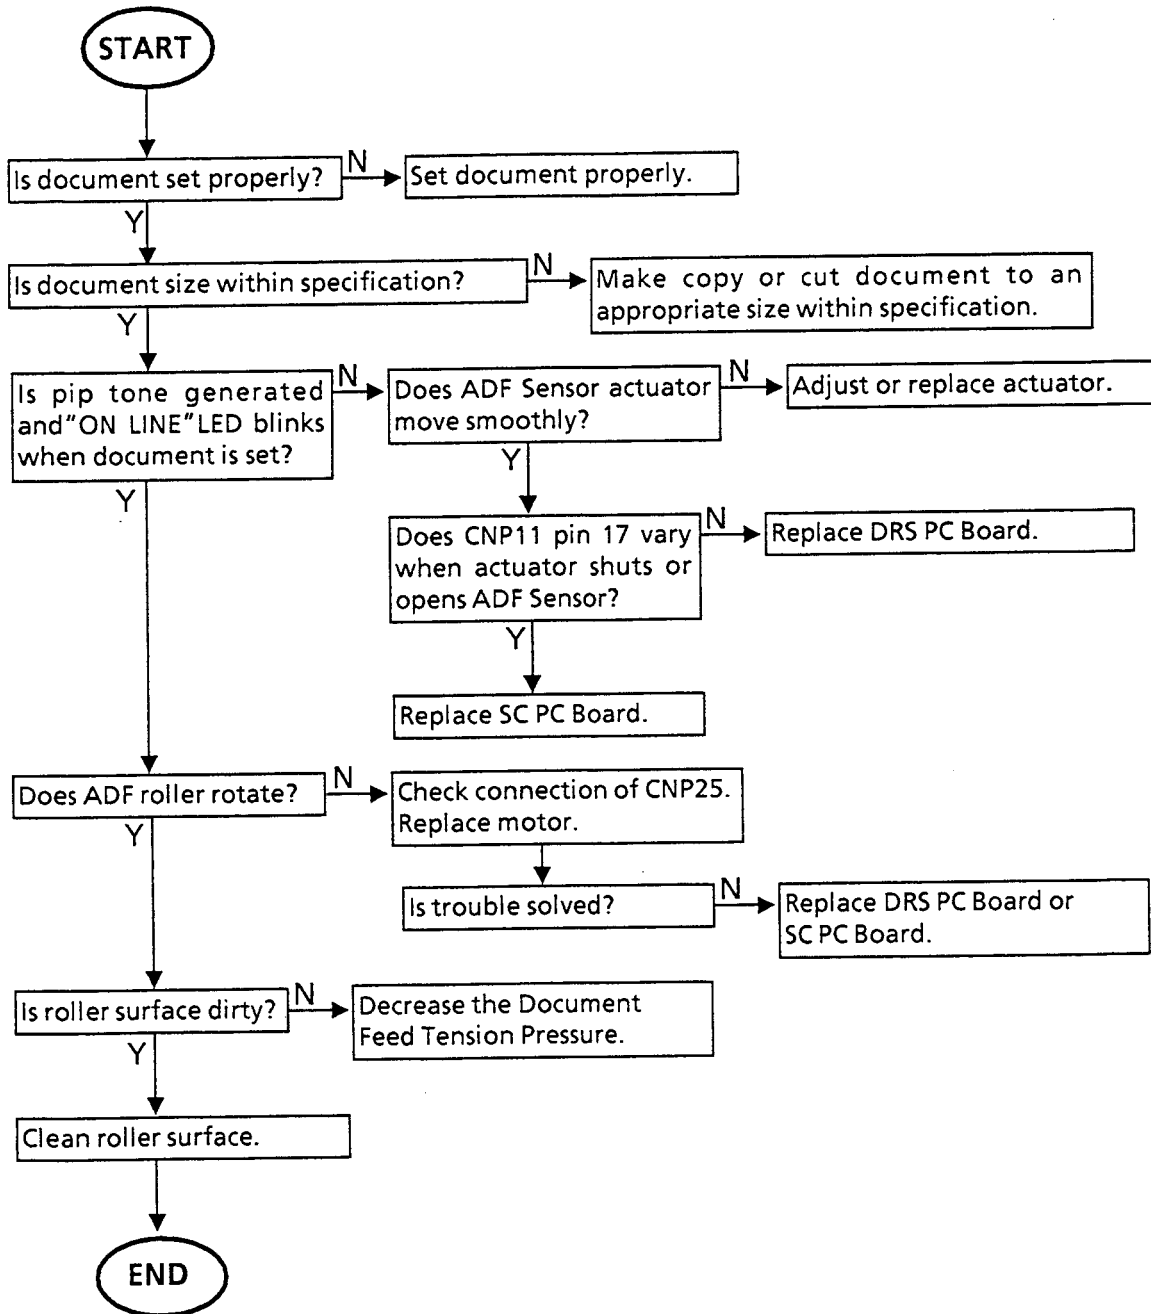 START
Is document set properly?
N
Set document properly.
Y
Is document size within specification?
N
Make copy or cut document to an
appropriate size within specification.
Y
Is pip tone generated
and"ON LINE"LED blinks
when document is set?
N
Does ADF Sensor actuator
move smoothly?
N
Adjust or replace actuator.
Y
Y
Does CNP11 pin 17 vary
when actuator shuts or
opens ADF Sensor?
N
Replace DRS PC Board.
Y
Replace SC PC Board.
Does ADF roller rotate?
N
Check connection of CNP25.
Replace motor.
Y
Is trouble solved?
N
Replace DRS PC Board or
SC PC Board.
Is roller surface dirty?
N
Decrease the Document
Feed Tension Pressure.
Y
Clean roller surface.
END